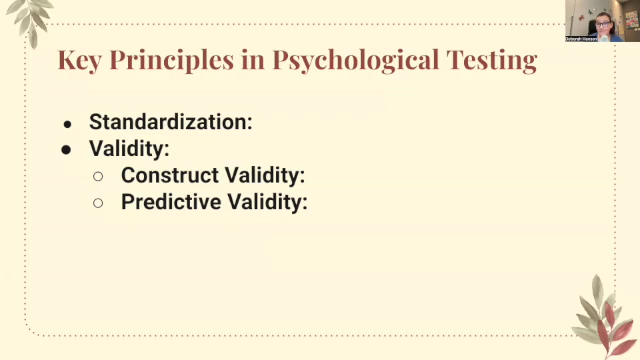 Key Principles in Psychological Testing
● Standardization:
● Validity:
○ Construct Validity:
○ Predictive Validity: